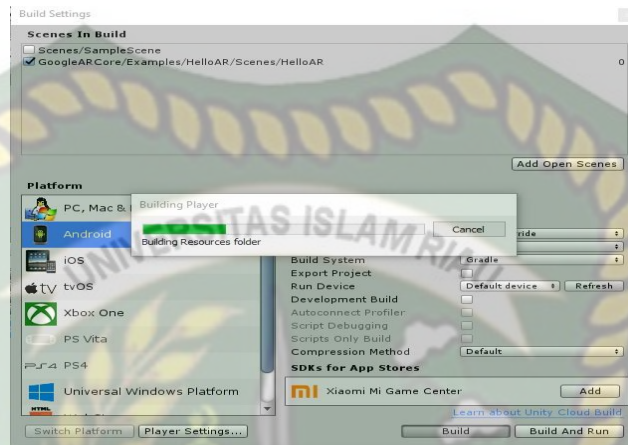 Build Settings
Scenes In Build
Scenes/SampleScene
GoogleARCore/Examples/HelloAR/Scenes/HelloAR 0
Add Open Scenes
Platform
PC, Mac &
Building Player
Cancel
Building Resources folder
Android
iOS
tvOS
Xbox One
PS Vita
PS4
Universal Windows Platform
HTML
Build System Gradle
Export Project
Run Device Default device Refresh
Development Build
Autoconnect Profiler
Script Debugging
Scripts Only Build
Compression Method Default
SDKs for App Stores
Xiaomi Mi Game Center Add
Learn about Unity Cloud Build
Switch Platform Player Settings... Build Build And Run
UNIVERSITAS ISLAM RIAU